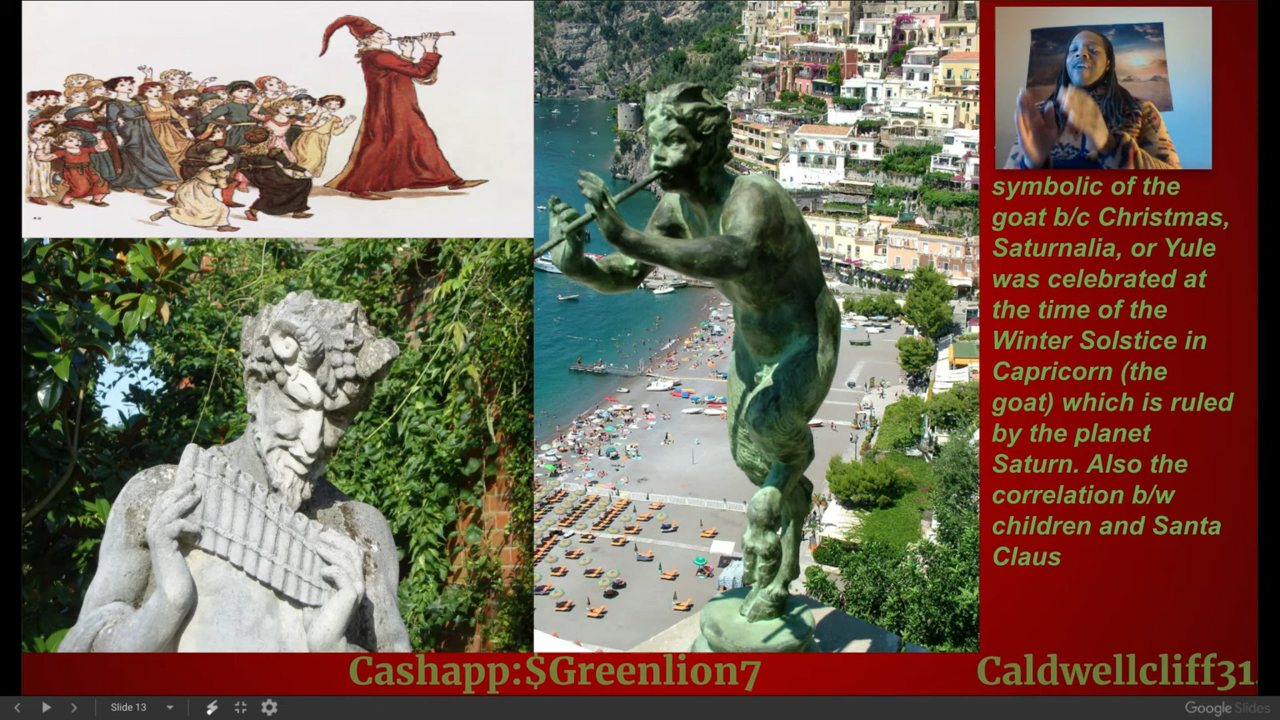 symbolic of the
goat b/c Christmas,
Saturnalia, or Yule
was celebrated at
the time of the
Winter Solstice in
Capricorn (the
goat) which is ruled
by the planet
Saturn. Also the
correlation b/w
children and Santa
Claus
Cashapp:$Greenlion7
Caldwellcliff31
Slide 13
Google Slides